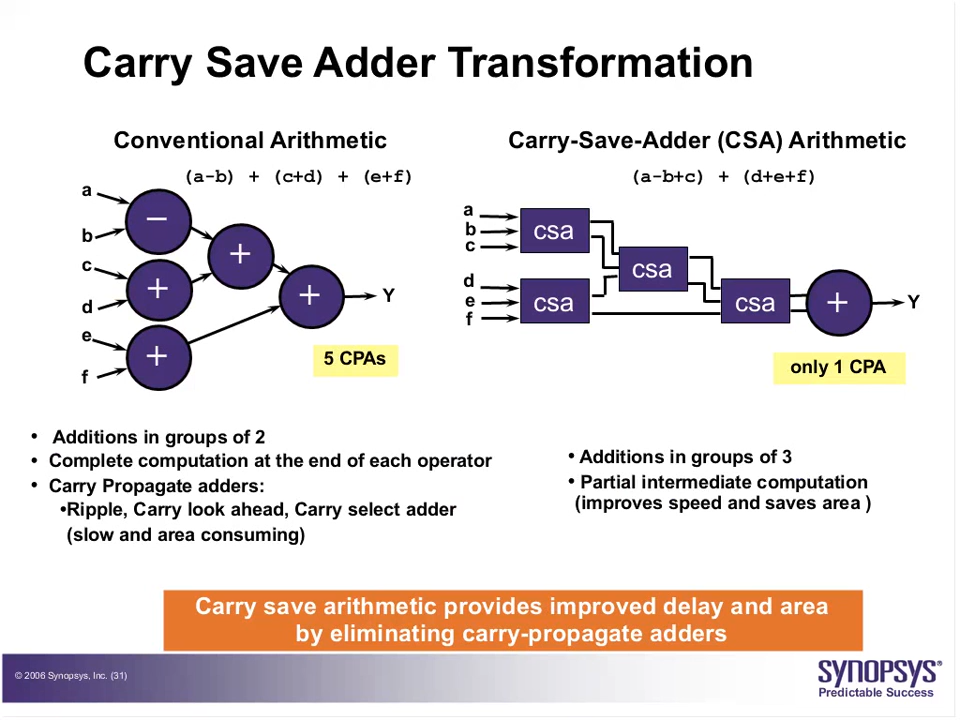 Carry Save Adder Transformation
Conventional Arithmetic
(a-b) + (c+d) + (e+f)
a
b
c
d
e
f
−
+
+
+
+
Y
5 CPAs
• Additions in groups of 2
• Complete computation at the end of each operator
• Carry Propagate adders:
•Ripple, Carry look ahead, Carry select adder
(slow and area consuming)
Carry-Save-Adder (CSA) Arithmetic
(a-b+c) + (d+e+f)
a
b
c
d
e
f
csa
csa
csa
csa
+
Y
only 1 CPA
• Additions in groups of 3
• Partial intermediate computation
(improves speed and saves area )
Carry save arithmetic provides improved delay and area
by eliminating carry-propagate adders
© 2006 Synopsys, Inc. (31)
SYNOPSYS®
Predictable Success